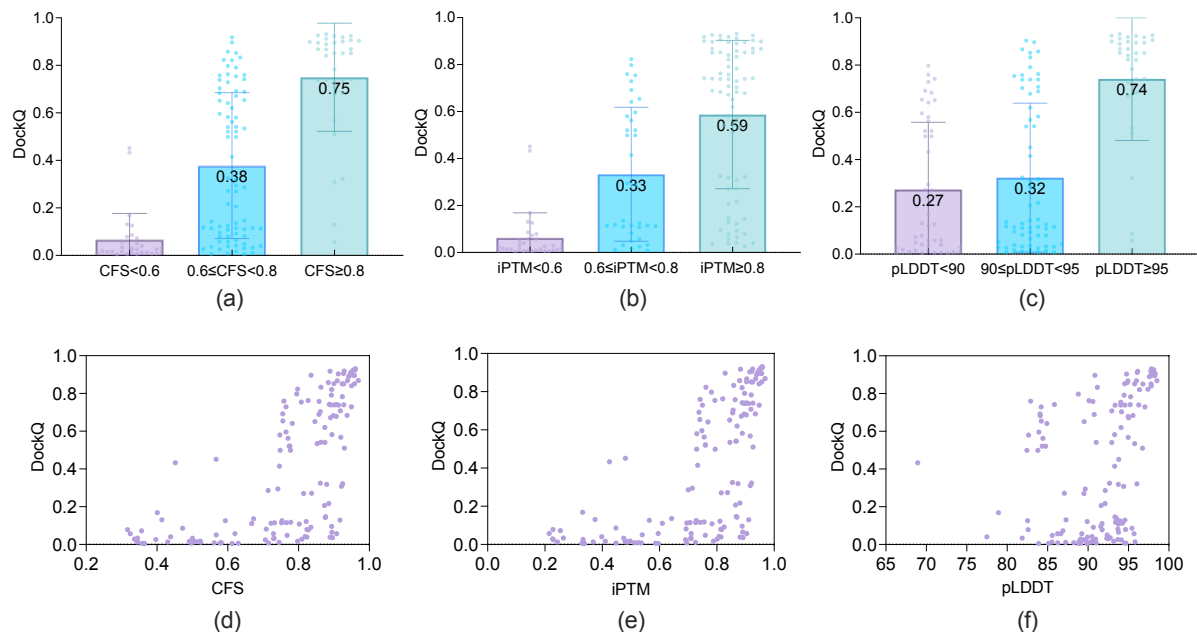 1.0
0.8
0.6
0.4
0.2
0.0
DockQ
0.38
0.75
CFS<0.6
0.6≤CFS<0.8
CFS≥0.8
(a)
1.0
0.8
0.6
0.4
0.2
0.0
DockQ
0.33
0.59
iPTM<0.6
0.6≤iPTM<0.8
iPTM≥0.8
(b)
1.0
0.8
0.6
0.4
0.2
0.0
DockQ
0.27
0.32
0.74
pLDDT<90
90≤pLDDT<95
pLDDT≥95
(c)
1.0
0.8
0.6
0.4
0.2
0.0
DockQ
0.2 0.4 0.6 0.8 1.0
CFS
(d)
1.0
0.8
0.6
0.4
0.2
0.0
DockQ
0.0 0.2 0.4 0.6 0.8 1.0
iPTM
(e)
1.0
0.8
0.6
0.4
0.2
0.0
DockQ
65 70 75 80 85 90 95 100
pLDDT
(f)